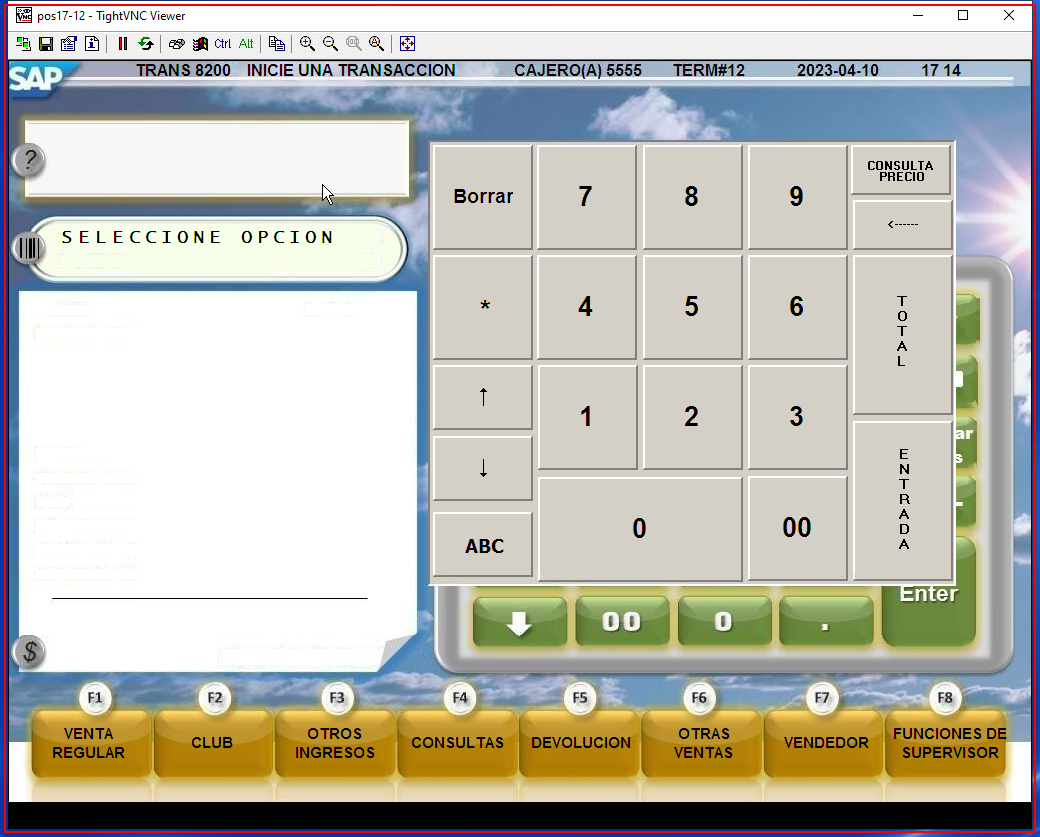 pos17-12 - TightVNC Viewer
Ctrl Alt
SAP
TRANS 8200 INICIE UNA TRANSACCION CAJERO(A) 5555 TERM#12 2023-04-10 17 14
?
SELECCIONE OPCION
$
Borrar 7 8 9
CONSULTA
PRECIO
<------
* 4 5 6
TOTAL
↑ 1 2 3
↓
ENTRADA
ABC 0 00
ar
s
Enter
00 0 .
F1 F2 F3 F4 F5 F6 F7 F8
VENTA
REGULAR
CLUB
OTROS
INGRESOS
CONSULTAS
DEVOLUCION
OTRAS
VENTAS
VENDEDOR
FUNCIONES DE
SUPERVISOR